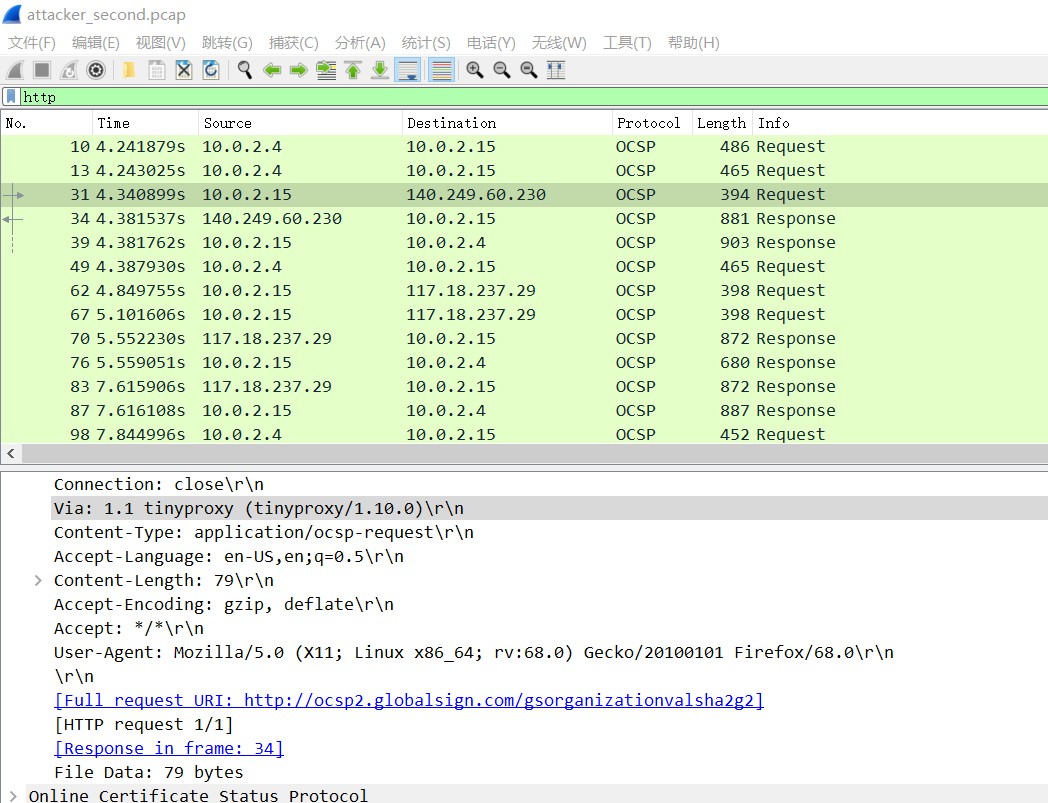 attacker_second.pcap
文件(F) 编辑(E) 视图(V) 跳转(G) 捕获(C) 分析(A) 统计(S) 电话(Y) 无线(W) 工具(T) 帮助(H)
http
No. Time Source Destination Protocol Length Info
10 4.241879s 10.0.2.4 10.0.2.15 OCSP 486 Request
13 4.243025s 10.0.2.4 10.0.2.15 OCSP 465 Request
31 4.340899s 10.0.2.15 140.249.60.230 OCSP 394 Request
34 4.381537s 140.249.60.230 10.0.2.15 OCSP 881 Response
39 4.381762s 10.0.2.15 10.0.2.4 OCSP 903 Response
49 4.387930s 10.0.2.4 10.0.2.15 OCSP 465 Request
62 4.849755s 10.0.2.15 117.18.237.29 OCSP 398 Request
67 5.101606s 10.0.2.15 117.18.237.29 OCSP 398 Request
70 5.552230s 117.18.237.29 10.0.2.15 OCSP 872 Response
76 5.559051s 10.0.2.15 10.0.2.4 OCSP 680 Response
83 7.615906s 117.18.237.29 10.0.2.15 OCSP 872 Response
87 7.616108s 10.0.2.15 10.0.2.4 OCSP 887 Response
98 7.844996s 10.0.2.4 10.0.2.15 OCSP 452 Request
Connection: close\r\n
Via: 1.1 tinyproxy (tinyproxy/1.10.0)\r\n
Content-Type: application/ocsp-request\r\n
Accept-Language: en-US,en;q=0.5\r\n
Content-Length: 79\r\n
Accept-Encoding: gzip, deflate\r\n
Accept: */*\r\n
User-Agent: Mozilla/5.0 (X11; Linux x86_64; rv:68.0) Gecko/20100101 Firefox/68.0\r\n
\r\n
[Full request URI: http://ocsp2.globalsign.com/gsorganizationvalsha2g2]
[HTTP request 1/1]
[Response in frame: 34]
File Data: 79 bytes
Online Certificate Status Protocol